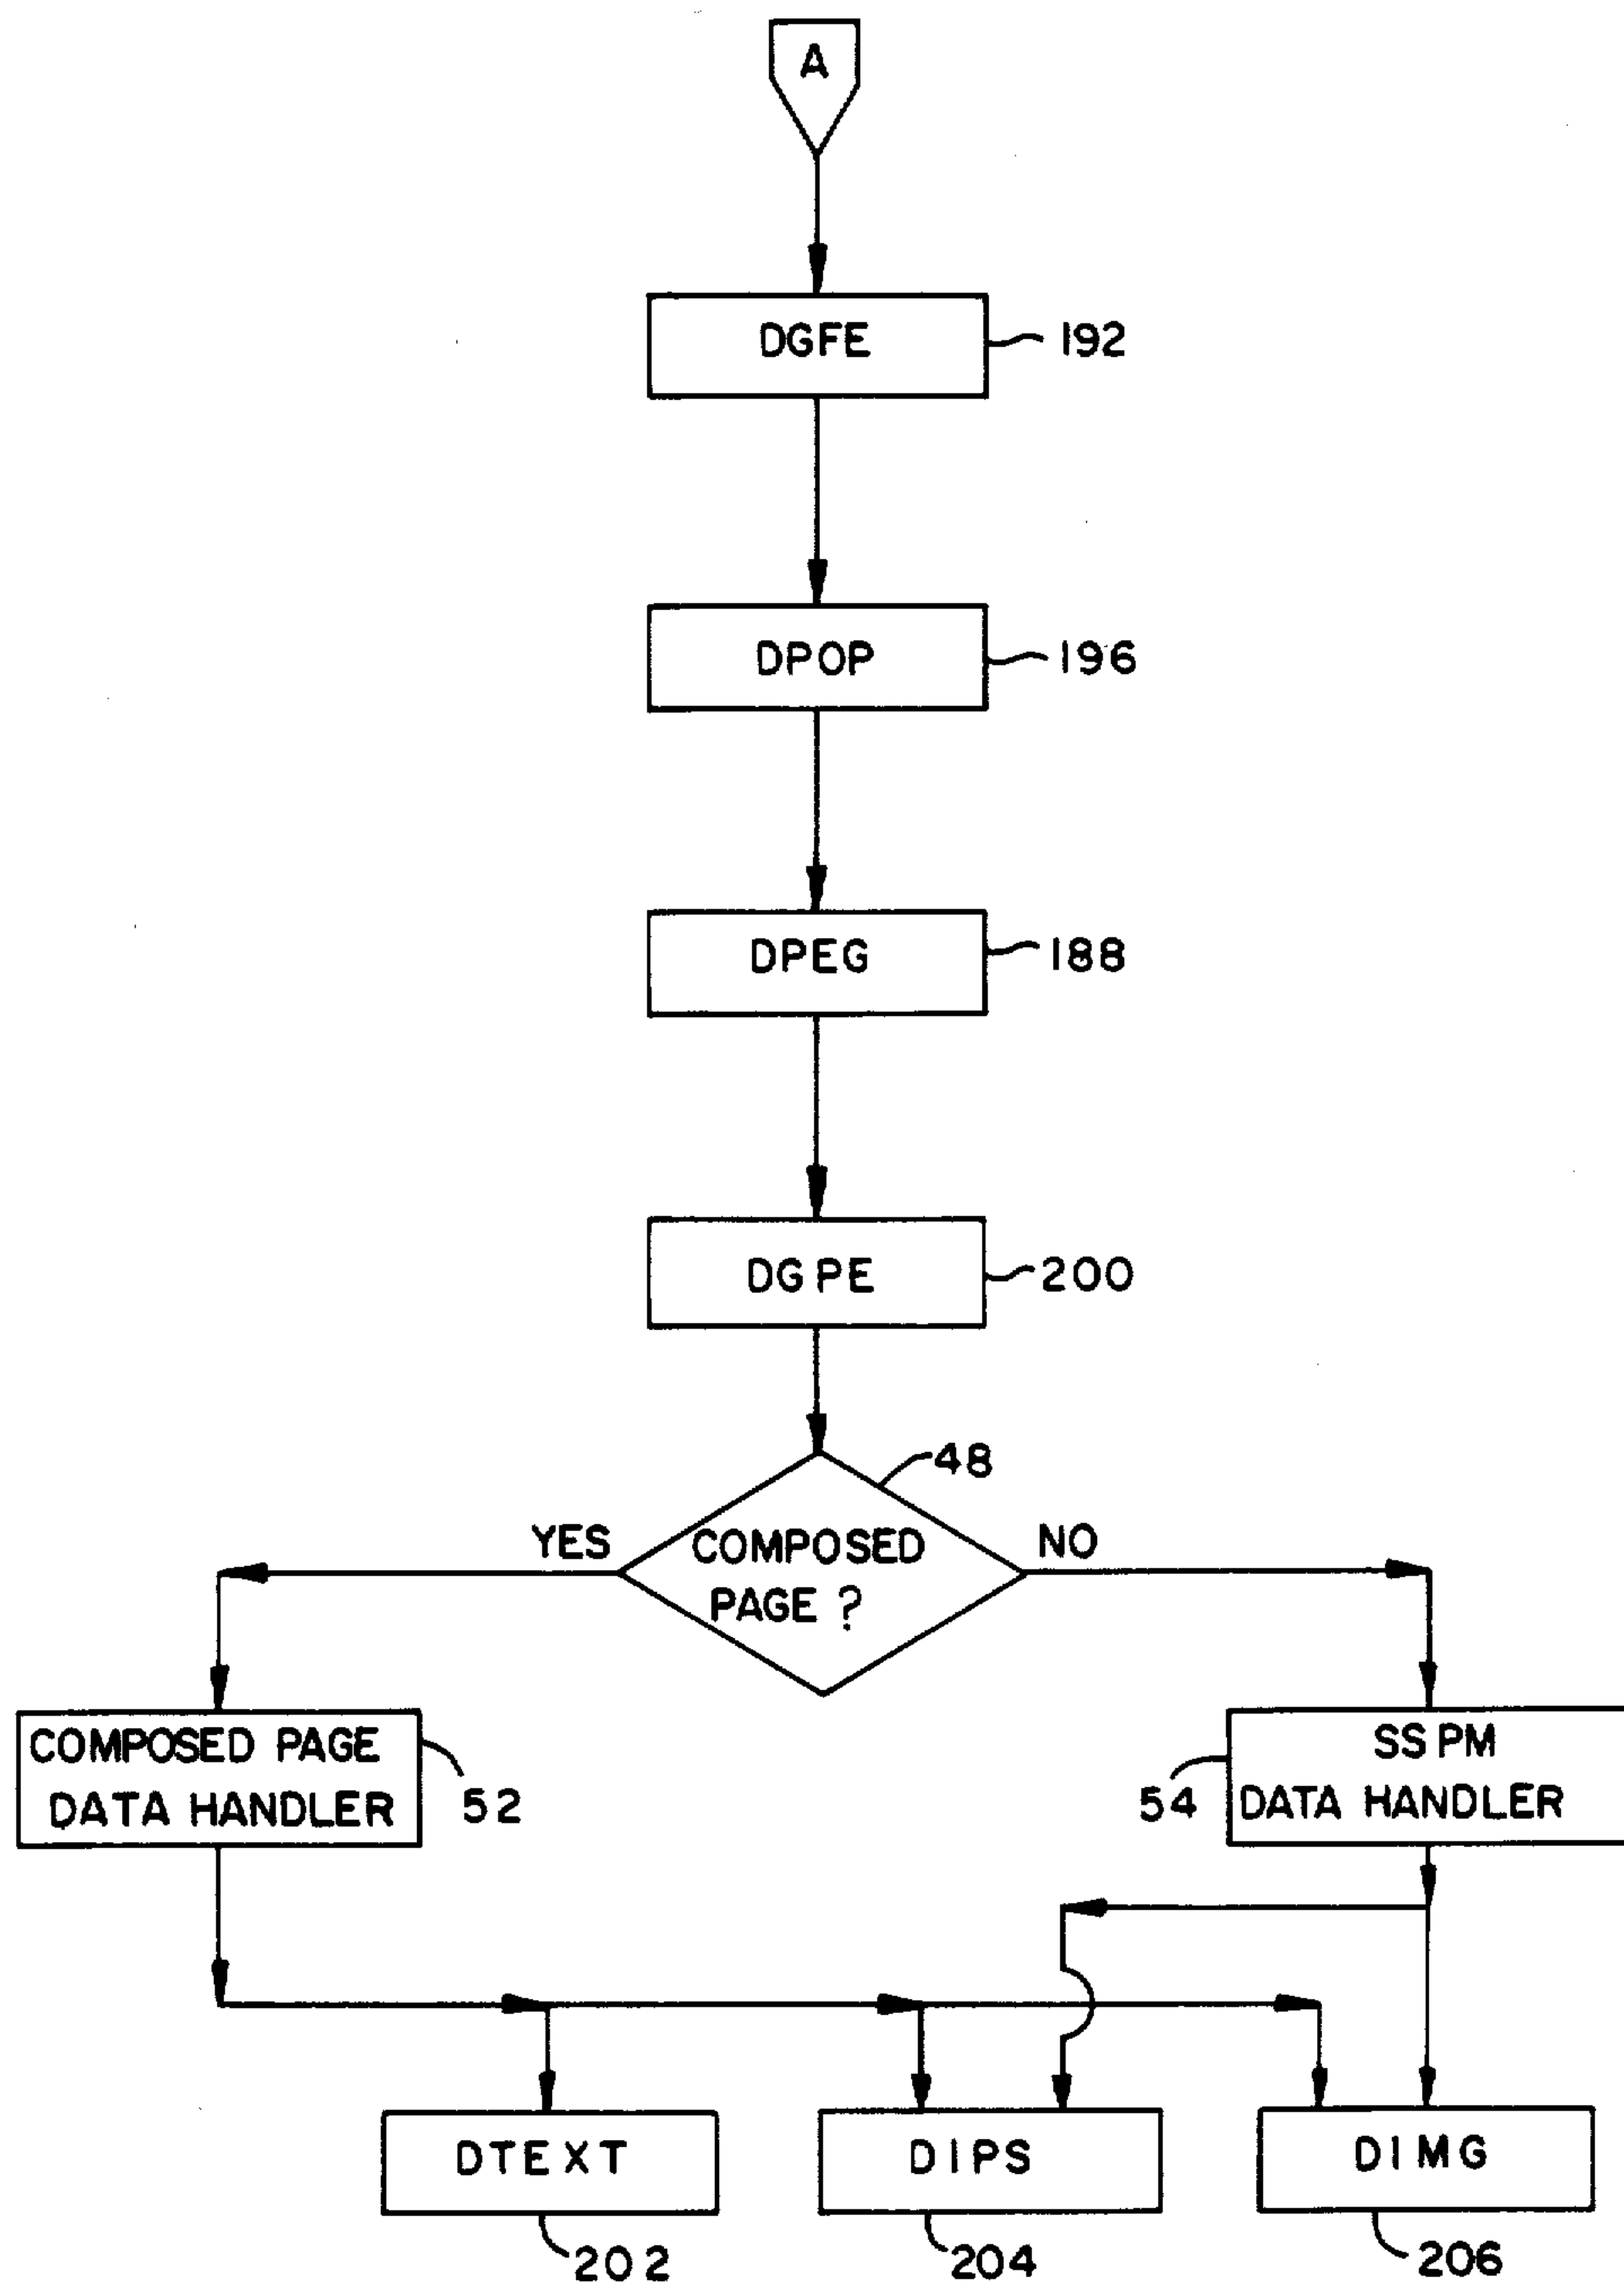 A
DGFE
192
DPOP
196
DPEG
188
DGPE
200
48
YES
COMPOSED
PAGE ?
NO
COMPOSED PAGE
DATA HANDLER
52
SSPM
DATA HANDLER
54
DTEXT
DIPS
DIMG
202
204
206